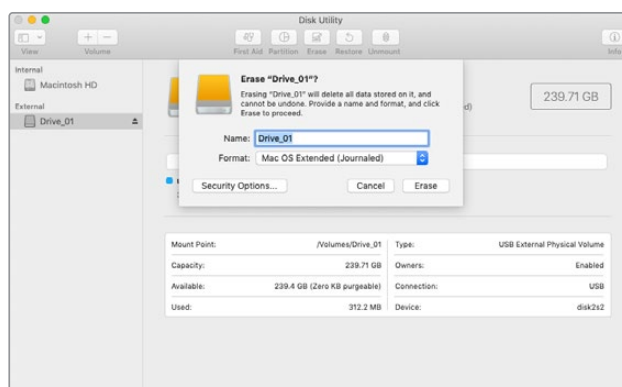 Disk Utility
View
Volume
First Aid
Partition
Erase
Restore
Unmount
Info
Internal
Macintosh HD
External
Drive_01
Erase “Drive_01”?
Erasing “Drive_01” will delete all data stored on it, and
cannot be undone. Provide a name and format, and click
Erase to proceed.
Name: Drive_01
Format: Mac OS Extended (Journaled)
Security Options...
Cancel
Erase
239.71 GB
Mount Point: /Volumes/Drive_01
Type: USB External Physical Volume
Capacity: 239.71 GB
Owners: Enabled
Available: 239.4 GB (Zero KB purgeable)
Connection: USB
Used: 312.2 MB
Device: disk2s2